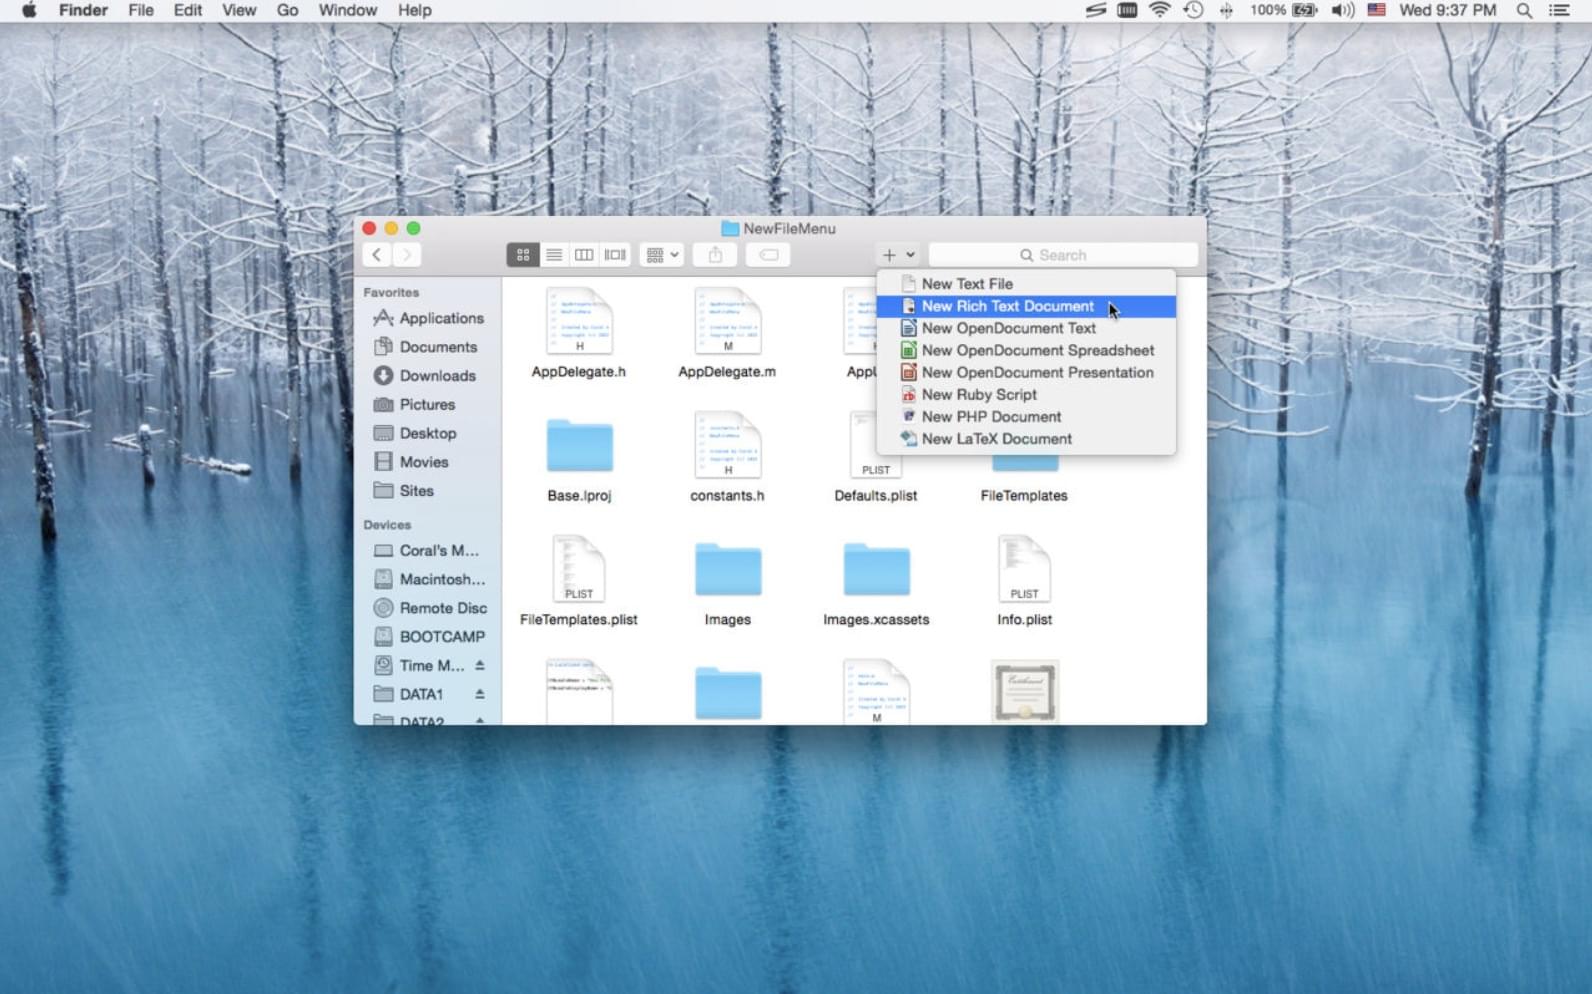 Finder File Edit View Go Window Help 100% Wed 9:37 PM
NewFileMenu
Search
Favorites
Applications
Documents
Downloads
Pictures
Desktop
Movies
Sites
Devices
Coral's M...
Macintosh...
Remote Disc
BOOTCAMP
Time M...
DATA1
DATA2
New Text File
New Rich Text Document
New OpenDocument Text
New OpenDocument Spreadsheet
New OpenDocument Presentation
New Ruby Script
New PHP Document
New LaTeX Document
H
M
H
AppDelegate.h
AppDelegate.m
AppU
H
PLIST
Base.lproj
constants.h
Defaults.plist
FileTemplates
PLIST
PLIST
FileTemplates.plist
Images
Images.xcassets
Info.plist
M